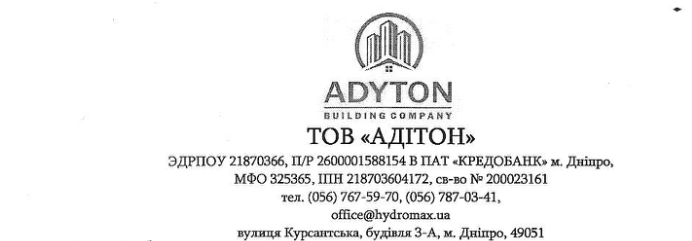 ADYTON
BUILDING COMPANY
ТОВ «АДІТОН»
ЭДРПОУ 21870366, П/Р 2600001588154 В ПАТ «КРЕДОБАНК» м. Дніпро,
МФО 325365, ІПН 218703604172, св-во № 200023161
тел. (056) 767-59-70, (056) 787-03-41,
office@hydromax.ua
вулиця Курсантська, будівля 3-А, м. Дніпро, 49051